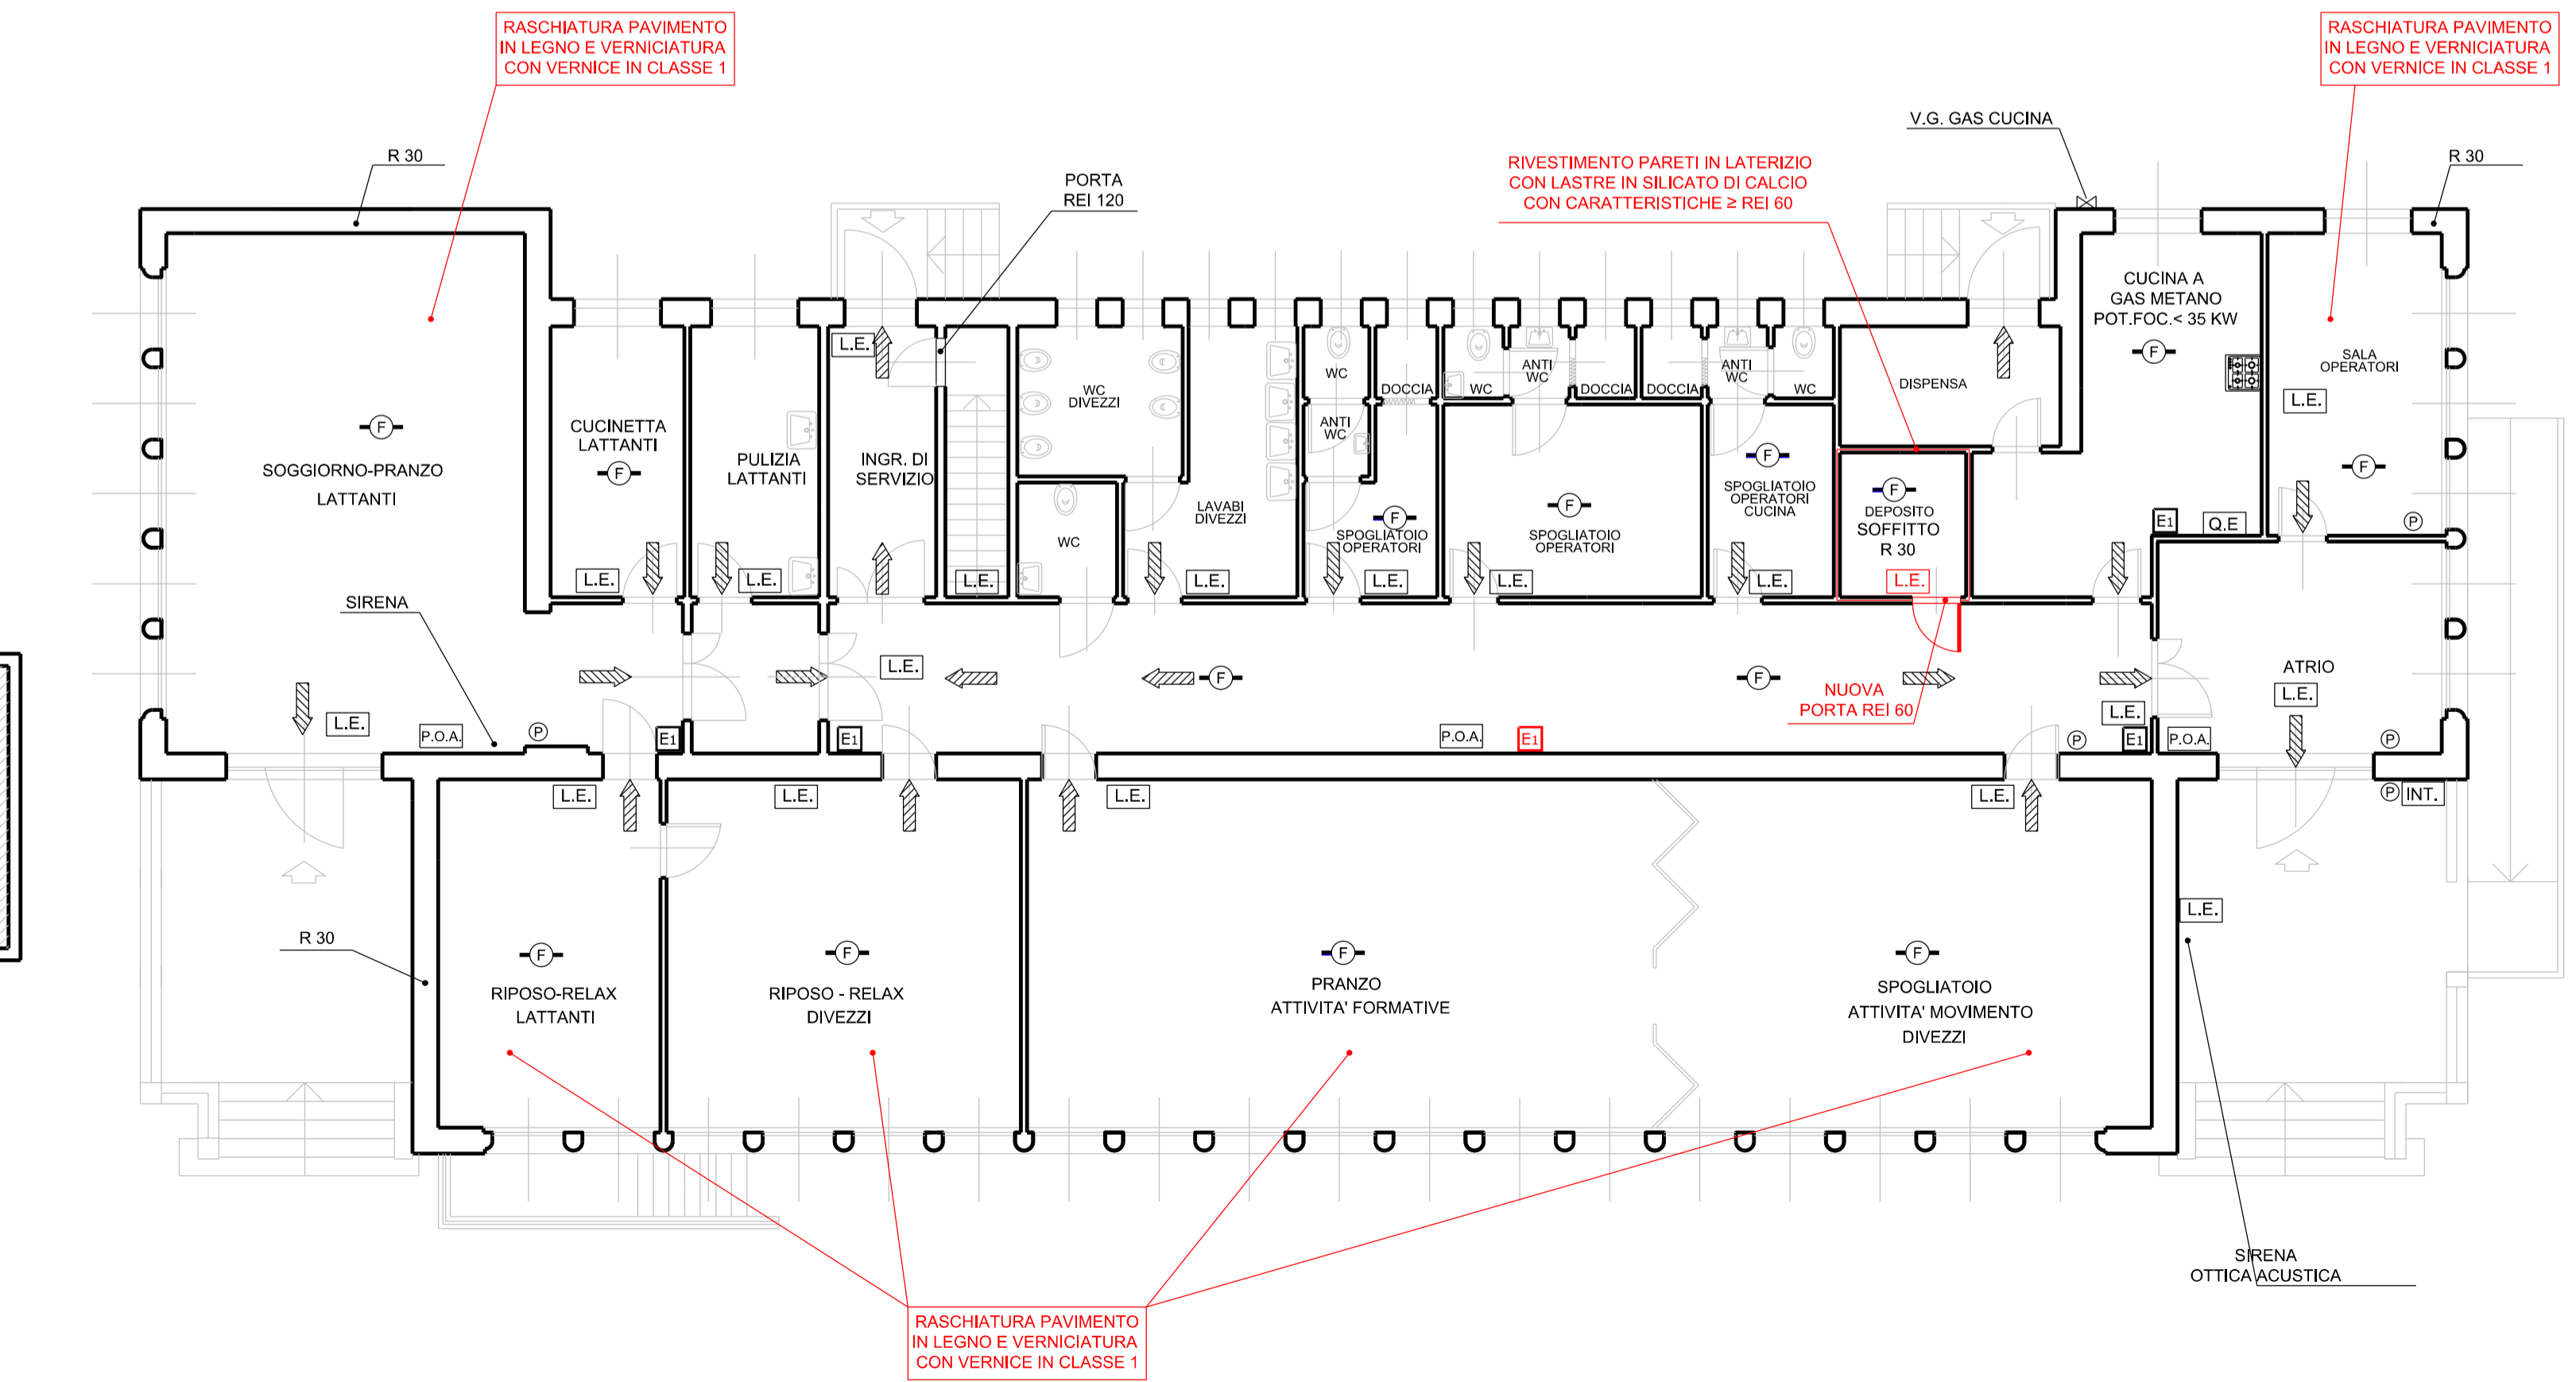 RASCHIATURA PAVIMENTO
IN LEGNO E VERNICIATURA
CON VERNICE IN CLASSE 1
RASCHIATURA PAVIMENTO
IN LEGNO E VERNICIATURA
CON VERNICE IN CLASSE 1
V.G. GAS CUCINA
R 30
PORTA
REI 120
RIVESTIMENTO PARETI IN LATERIZIO
CON LASTRE IN SILICATO DI CALCIO
CON CARATTERISTICHE ≥ REI 60
R 30
CUCINA A
GAS METANO
POT.FOC.< 35 KW
F
L.E.
SALA
OPERATORI
L.E.
WC
DIVEZZI
WC
DOCCIA
WC
ANTI
WC
DOCCIA
DOCCIA
ANTI
WC
WC
DISPENSA
F
SOGGIORNO-PRANZO
LATTANTI
CUCINETTA
LATTANTI
F
PULIZIA
LATTANTI
INGR. DI
SERVIZIO
ANTI
WC
F
SPOGLIATOIO
OPERATORI
CUCINA
F
F
DEPOSITO
SOFFITTO
R 30
L.E.
LAVABI
DIVEZZI
F
SPOGLIATOIO
OPERATORI
F
SPOGLIATOIO
OPERATORI
E1
Q.E
P
WC
L.E.
L.E.
L.E.
L.E.
L.E.
L.E.
L.E.
SIRENA
L.E.
F
F
NUOVA
PORTA REI 60
ATRIO
L.E.
L.E.
P.O.A.
P
E1
E1
P.O.A.
E1
P
L.E.
E1
P.O.A.
P
L.E.
L.E.
L.E.
L.E.
P
INT.
L.E.
R 30
F
RIPOSO-RELAX
LATTANTI
F
RIPOSO - RELAX
DIVEZZI
F
PRANZO
ATTIVITA' FORMATIVE
F
SPOGLIATOIO
ATTIVITA' MOVIMENTO
DIVEZZI
SIRENA
OTTICA ACUSTICA
RASCHIATURA PAVIMENTO
IN LEGNO E VERNICIATURA
CON VERNICE IN CLASSE 1